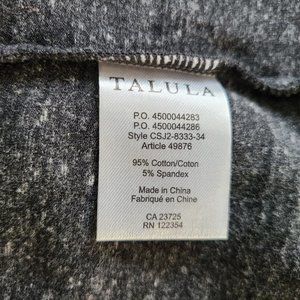 TALULA
P.O. 4500044283
P.O. 4500044286
Style CSJ2-8333-34
Article 49876
95% Cotton/Coton
5% Spandex
Made in China
Fabriqué en Chine
CA 23725
RN 122354